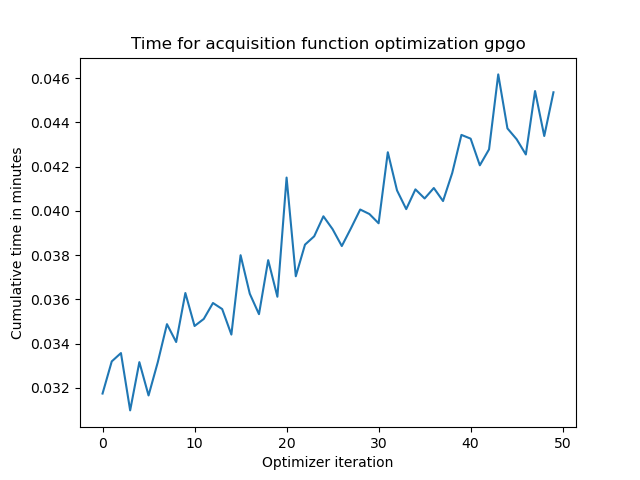 Time for acquisition function optimization gpgo
Cumulative time in minutes
0.046
0.044
0.042
0.040
0.038
0.036
0.034
0.032
0 10 20 30 40 50
Optimizer iteration